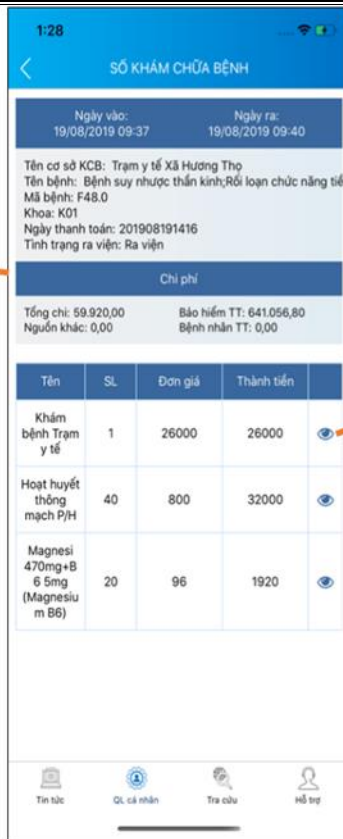 1:28
SỔ KHÁM CHỮA BỆNH
Ngày vào: Ngày ra:
19/08/2019 09:37 19/08/2019 09:40
Tên cơ sở KCB: Trạm y tế Xã Hương Thọ
Tên bệnh: Bệnh suy nhược thần kinh;Rối loạn chức năng tiề
Mã bệnh: F48.0
Khoa: K01
Ngày thanh toán: 201908191416
Tình trạng ra viện: Ra viện
Chi phí
Tổng chi: 59.920,00 Bảo hiểm TT: 641.056,80
Nguồn khác: 0,00 Bệnh nhân TT: 0,00
Tên SL Đơn giá Thành tiền
Khám
bệnh Trạm 1 26000 26000
y tế
Hoạt huyết
thông 40 800 32000
mạch P/H
Magnesi
470mg+B
6 5mg 20 96 1920
(Magnesiu
m B6)
Tin tức QL cá nhân Tra cứu Hỗ trợ